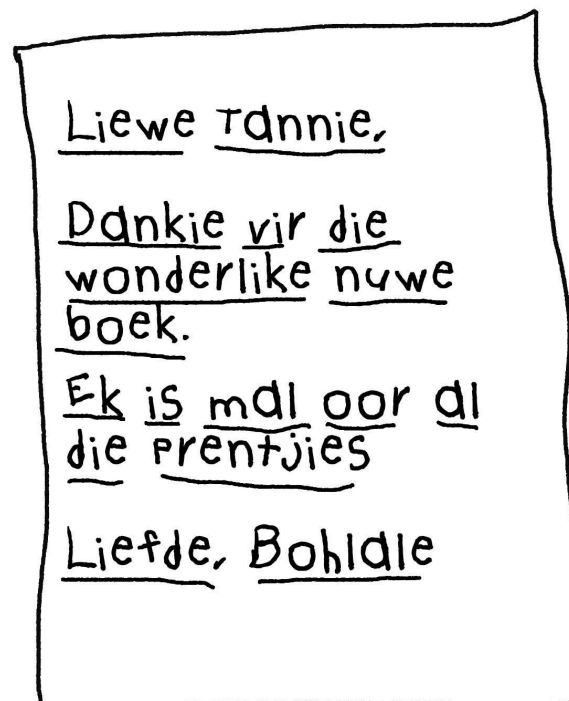 Liewe Tannie,
Dankie vir die
wonderlike nuwe
boek.
Ek is mal oor al
die Prentjies
Liefde, Bohlale